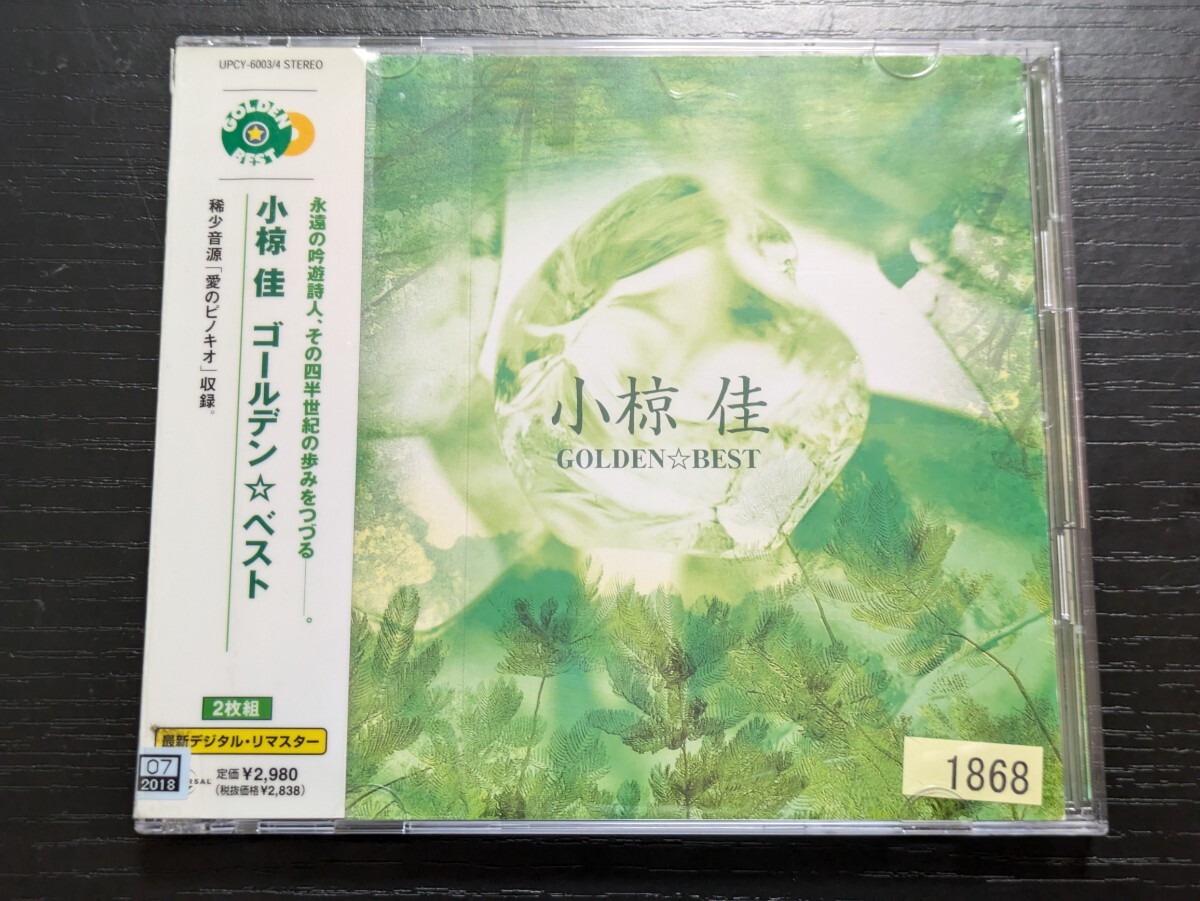 UPCY-6003/4 STEREO
GOLDEN
BEST
永遠の吟遊詩人、その四半世紀の歩みをつづる――。
小椋 佳 ゴールデン☆ベスト
稀少音源「愛のピノキオ」収録。
2枚組
最新デジタル・リマスター
07
2018
定価¥2,980
(税抜価格¥2,838)
小椋 佳
GOLDEN☆BEST
1868